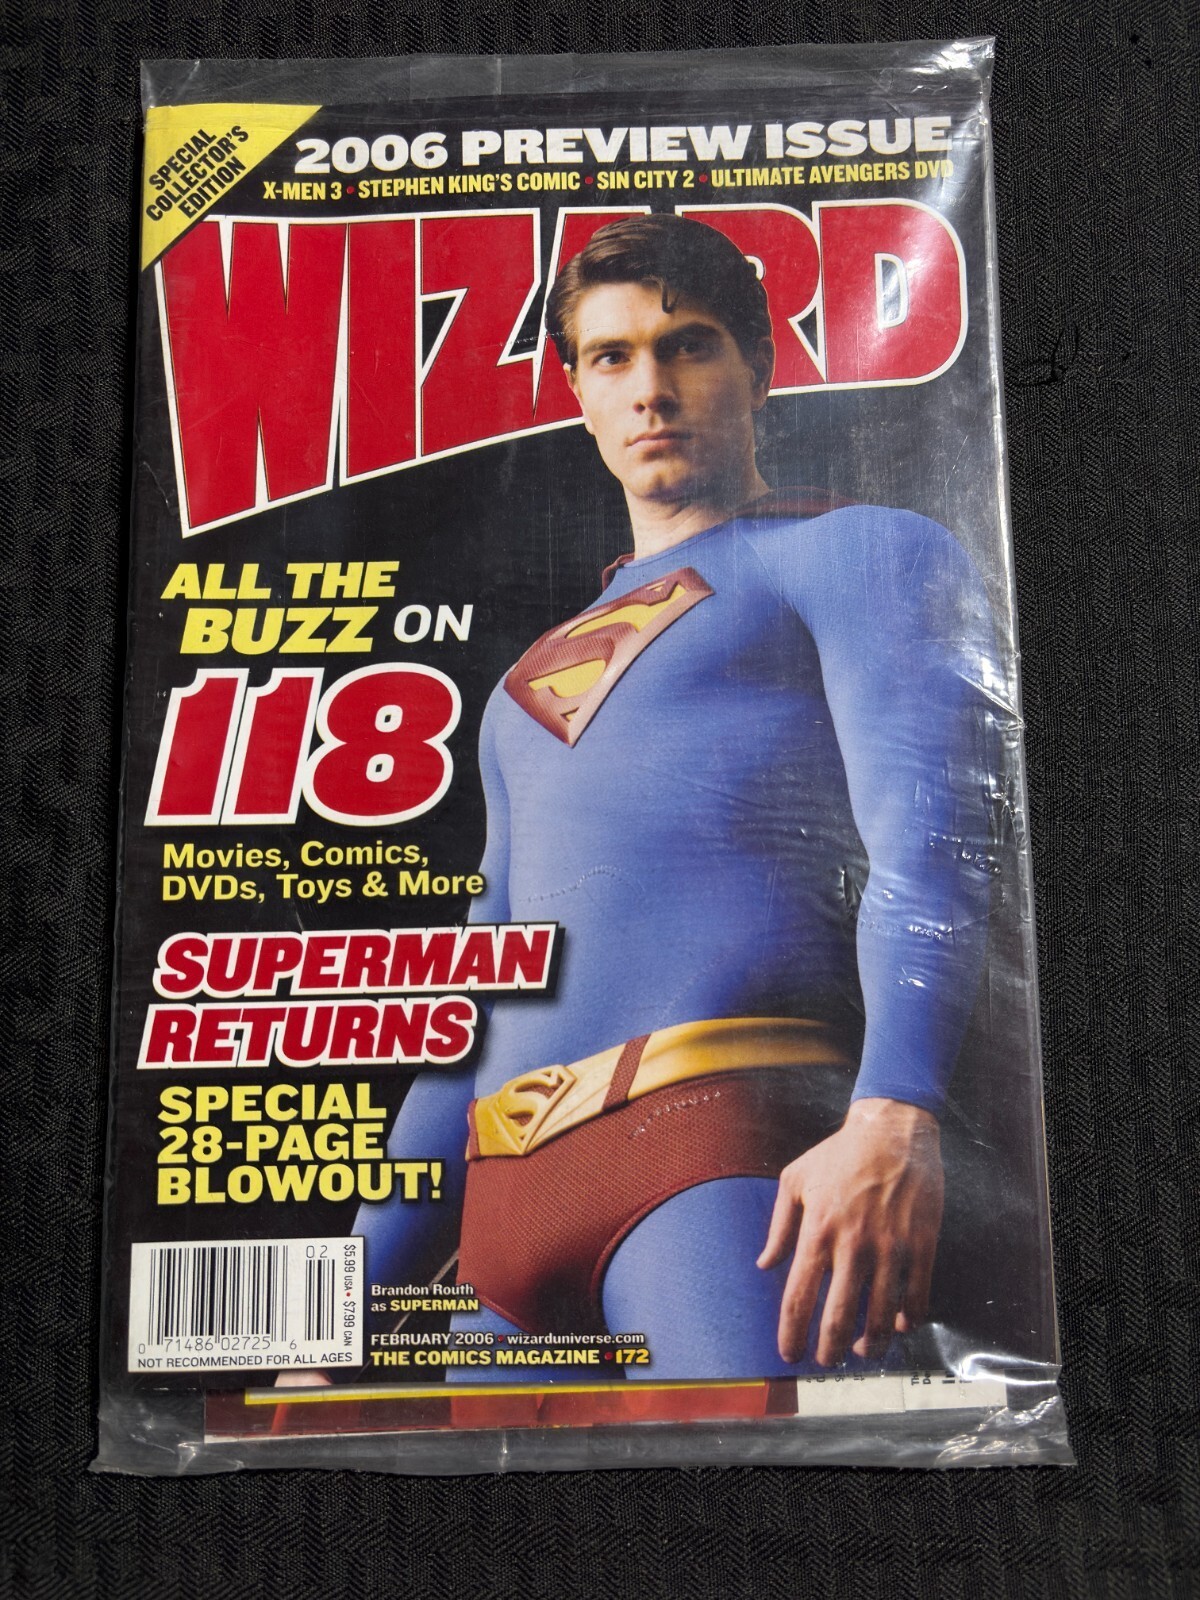 SPECIAL
COLLECTOR'S
EDITION
2006 PREVIEW ISSUE
X-MEN 3 • STEPHEN KING'S COMIC • SIN CITY 2 • ULTIMATE AVENGERS DVD
WIZARD
ALL THE
BUZZ ON
118
Movies, Comics,
DVDs, Toys & More
SUPERMAN
RETURNS
SPECIAL
28-PAGE
BLOWOUT!
02
$5.99 USA • $7.99 CAN
0 71486 02725 6
NOT RECOMMENDED FOR ALL AGES
Brandon Routh
as SUPERMAN
FEBRUARY 2006 • wizarduniverse.com
THE COMICS MAGAZINE • 172